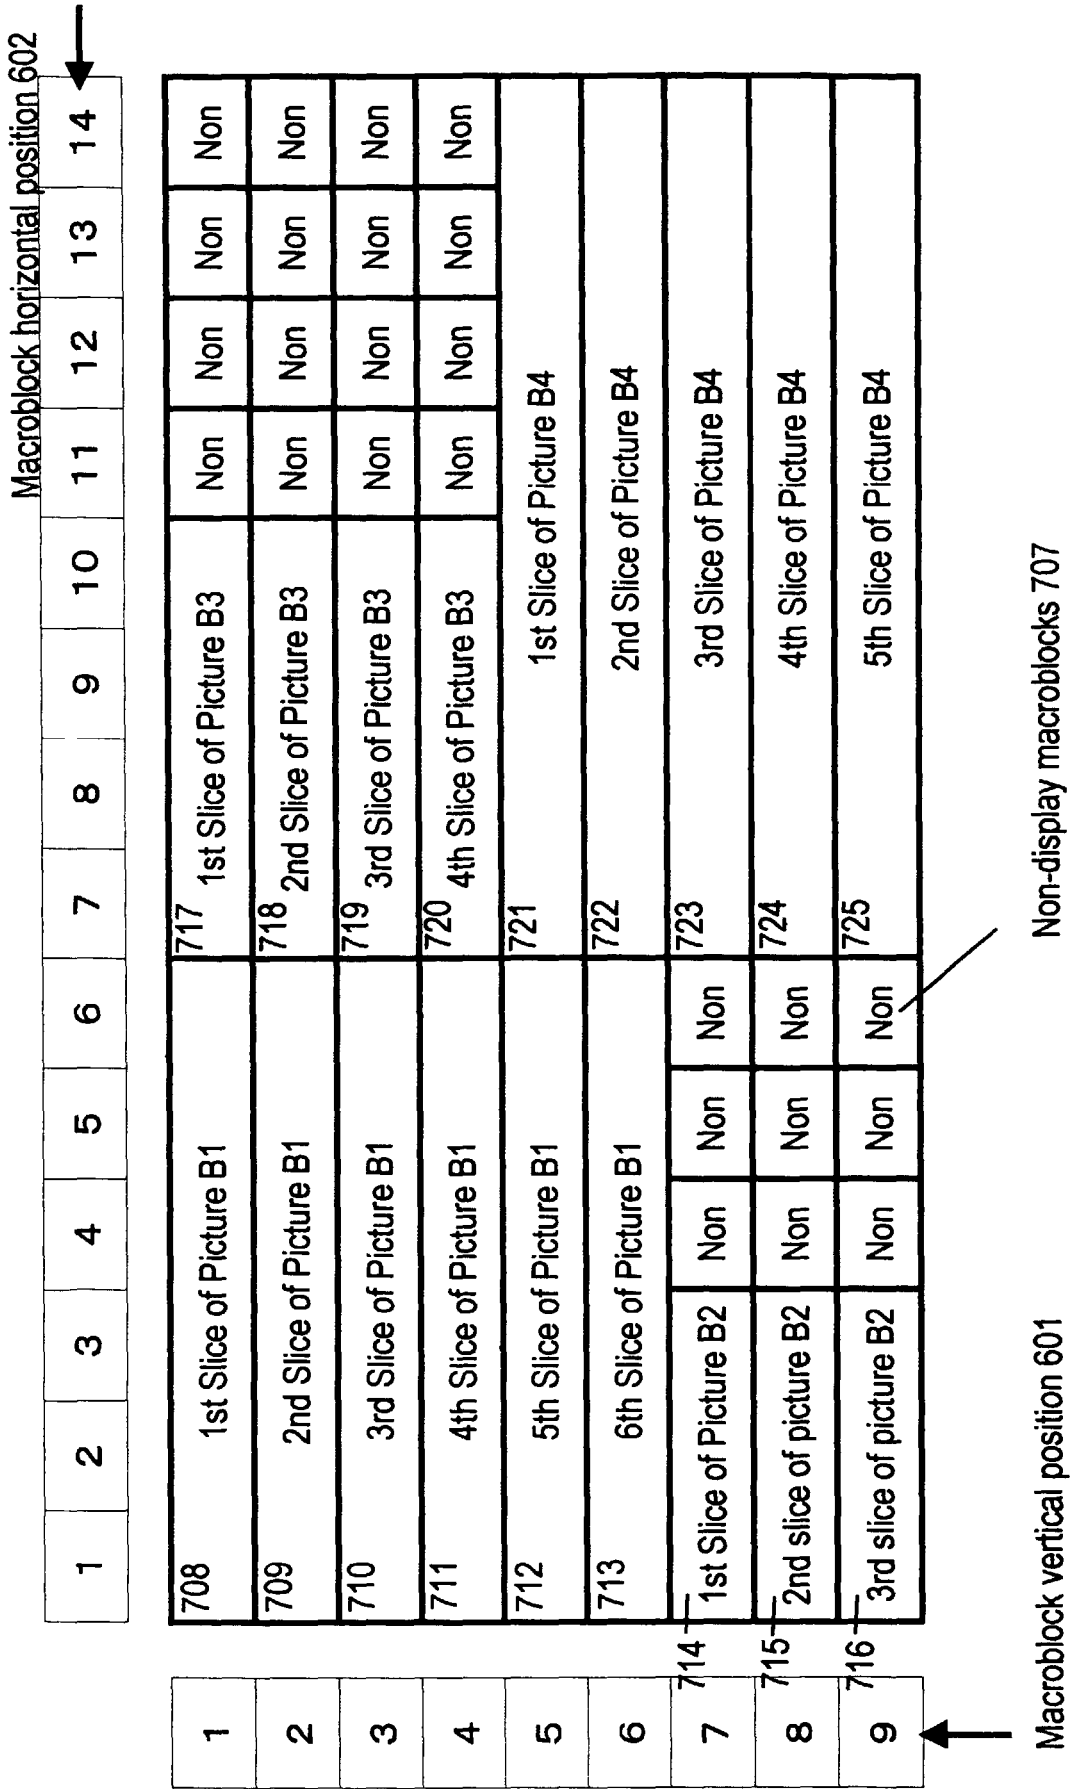 Macroblock horizontal position 602
1 2 3 4 5 6 7 8 9 10 11 12 13 14
1 708 1st Slice of Picture B1 717 1st Slice of Picture B3 Non Non Non Non
2 709 2nd Slice of Picture B1 718 2nd Slice of Picture B3 Non Non Non Non
3 710 3rd Slice of Picture B1 719 3rd Slice of Picture B3 Non Non Non Non
4 711 4th Slice of Picture B1 720 4th Slice of Picture B3 Non Non Non Non
5 712 5th Slice of Picture B1 721 1st Slice of Picture B4
6 713 6th Slice of Picture B1 722 2nd Slice of Picture B4
7 714 1st Slice of Picture B2 Non Non Non 723 3rd Slice of Picture B4
8 715 2nd slice of picture B2 Non Non Non 724 4th Slice of Picture B4
9 716 3rd slice of picture B2 Non Non Non 725 5th Slice of Picture B4
Macroblock vertical position 601
Non-display macroblocks 707